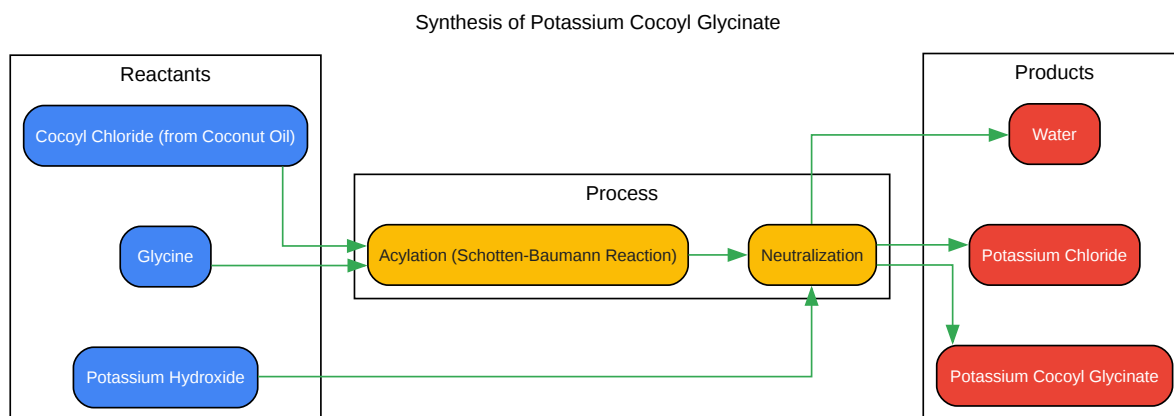 Synthesis of Potassium Cocoyl Glycinate
Reactants
Cocoyl Chloride (from Coconut Oil)
Glycine
Potassium Hydroxide
Process
Acylation (Schotten-Baumann Reaction)
Neutralization
Products
Water
Potassium Chloride
Potassium Cocoyl Glycinate